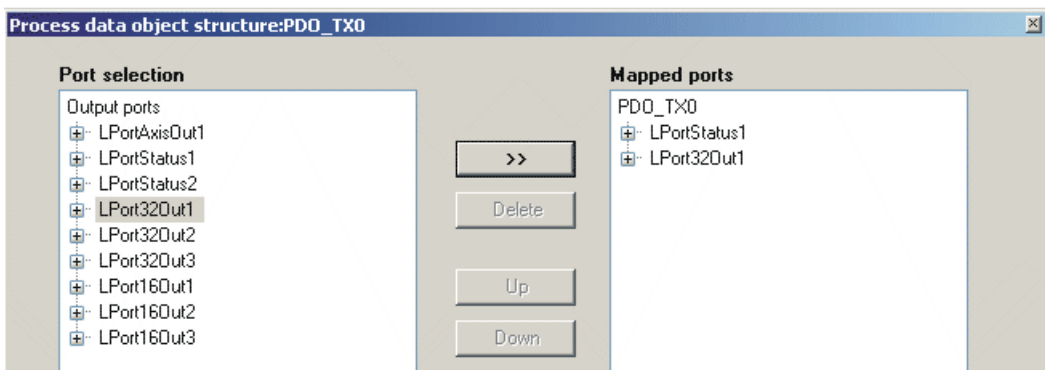 Process data object structure:PDO_TX0
Port selection
Output ports
LPortAxisOut1
LPortStatus1
LPortStatus2
LPort32Out1
LPort32Out2
LPort32Out3
LPort16Out1
LPort16Out2
LPort16Out3
>>
Delete
Up
Down
Mapped ports
PDO_TX0
LPortStatus1
LPort32Out1